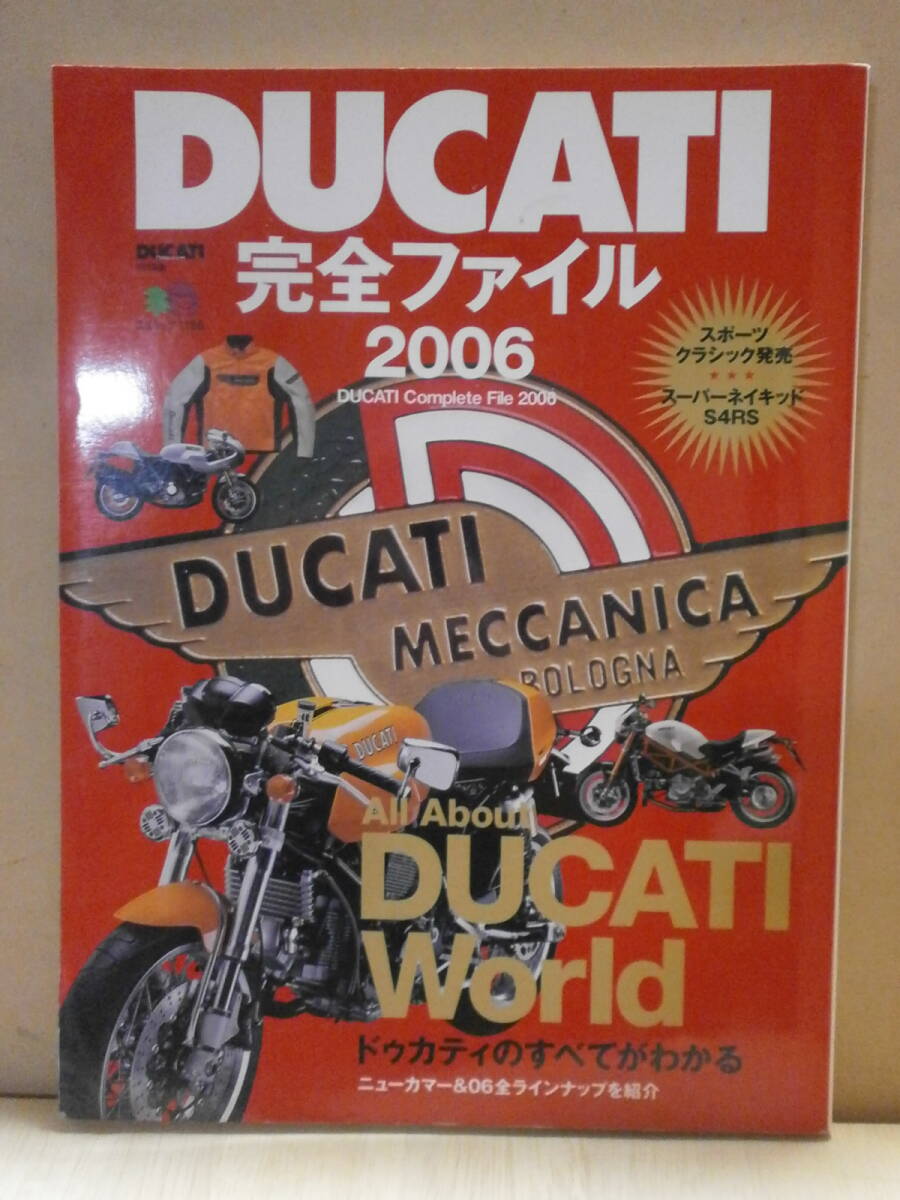 DUCATI
完全ファイル
2006
DUCATI Complete File 2006
DUCATI
スポーツ
クラシック発売
★★★
スーパーネイキッド
S4RS
DUCATI
MECCANICA
BOLOGNA
DUCATI
All About
DUCATI
World
ドゥカティのすべてがわかる
ニューカマー&06全ラインナップを紹介